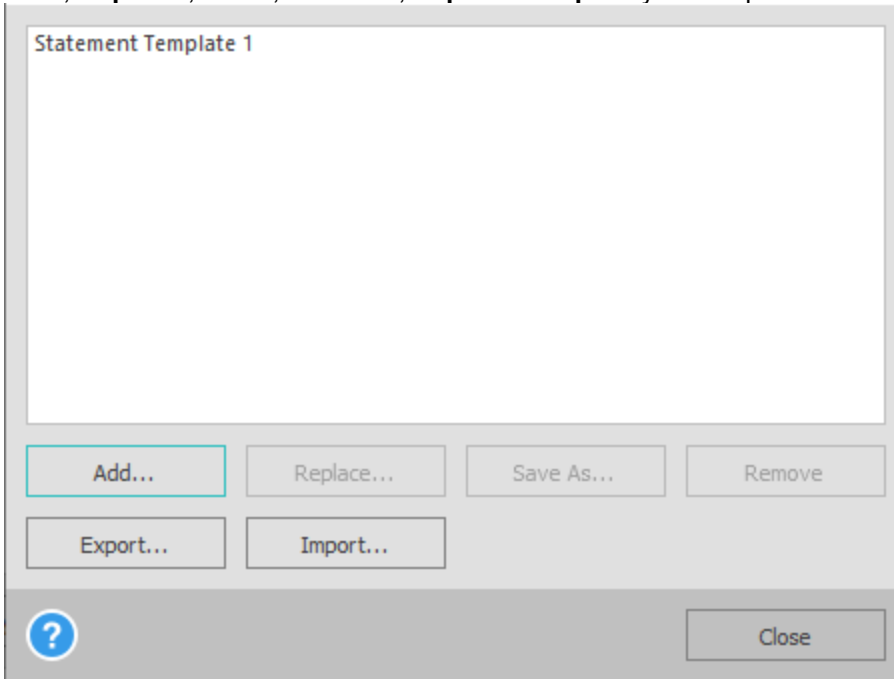 Statement Template 1
Add...
Replace...
Save As...
Remove
Export...
Import...
?
Close